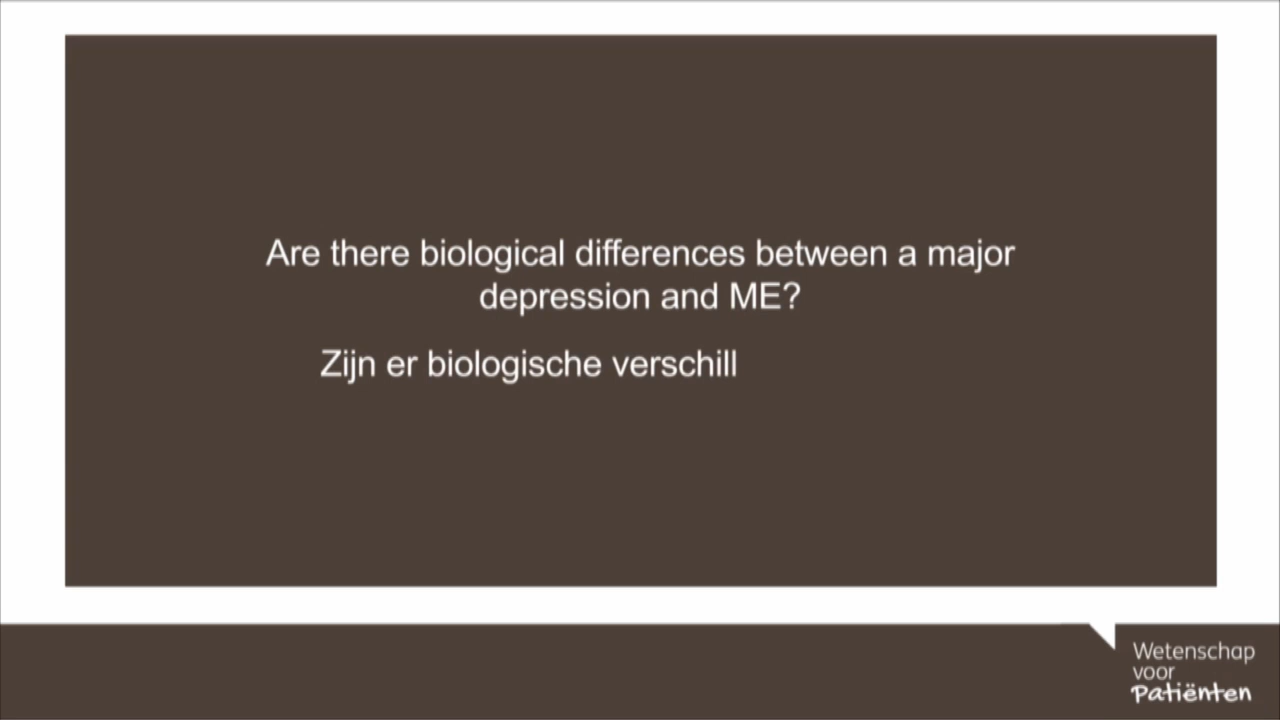 Are there biological differences between a major
depression and ME?
Zijn er biologische verschill
Wetenschap
voor
Patiënten